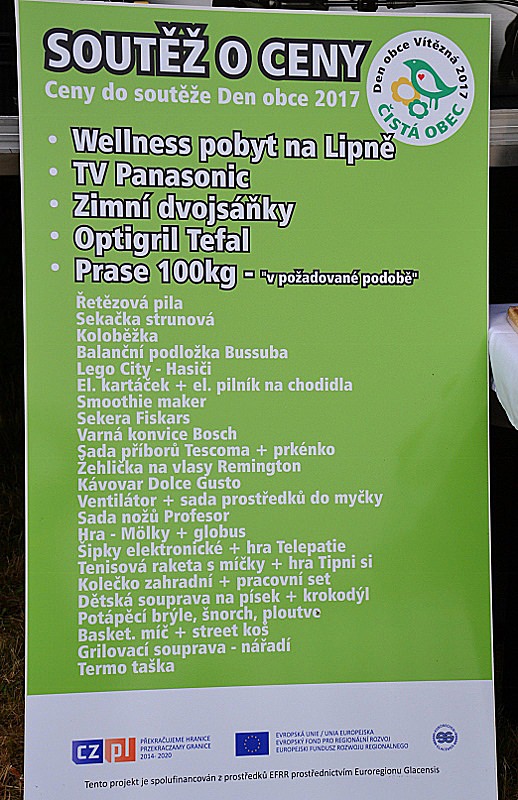 SOUTĚŽ O CENY
Ceny do soutěže Den obce 2017
Den obce Vítězná 2017
ČISTÁ OBEC
• Wellness pobyt na Lipně
• TV Panasonic
• Zimní dvojsáňky
• Optigril Tefal
• Prase 100kg - "v požadované podobě"
Řetězová pila
Sekačka strunová
Koloběžka
Balanční podložka Bussuba
Lego City - Hasiči
El. kartáček + el. pilník na chodidla
Smoothie maker
Sekera Fiskars
Varná konvice Bosch
Sada příborů Tescoma + prkénko
Žehlička na vlasy Remington
Kávovar Dolce Gusto
Ventilátor + sada prostředků do myčky
Sada nožů Profesor
Hra - Mölky + globus
Šipky elektronické + hra Telepatie
Tenisová raketa s míčky + hra Tipni si
Kolečko zahradní + pracovní set
Dětská souprava na písek + krokodýl
Potápěcí brýle, šnorch, ploutve
Basket. míč + street koš
Grilovací souprava - nářadí
Termo taška
cz pl
PŘEKRAČUJEME HRANICE
PRZEKRACZAMY GRANICE
2014-2020
EVROPSKÁ UNIE / UNIA EUROPEJSKA
EVROPSKÝ FOND PRO REGIONÁLNÍ ROZVOJ
EUROPEJSKI FUNDUSZ ROZWOJU REGIONALNEGO
Tento projekt je spolufinancován z prostředků EFRR prostřednictvím Euroregionu Glacensis